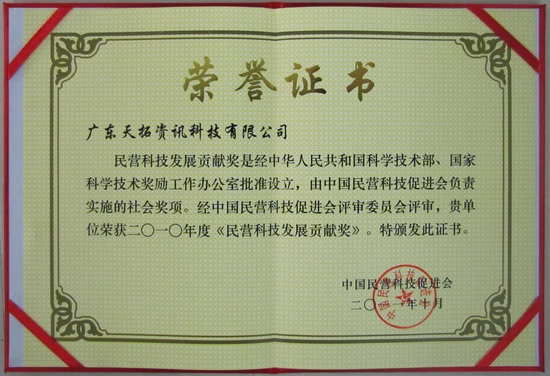 荣誉证书
广东天拓资讯科技有限公司
民营科技发展贡献奖是经中华人民共和国科学技术部、国家
科学技术奖励工作办公室批准设立，由中国民营科技促进会负责
实施的社会奖项。经中国民营科技促进会评审委员会评审，贵单
位荣获二〇一〇年度《民营科技发展贡献奖》。特颁发此证书。
中国民营科技促进会